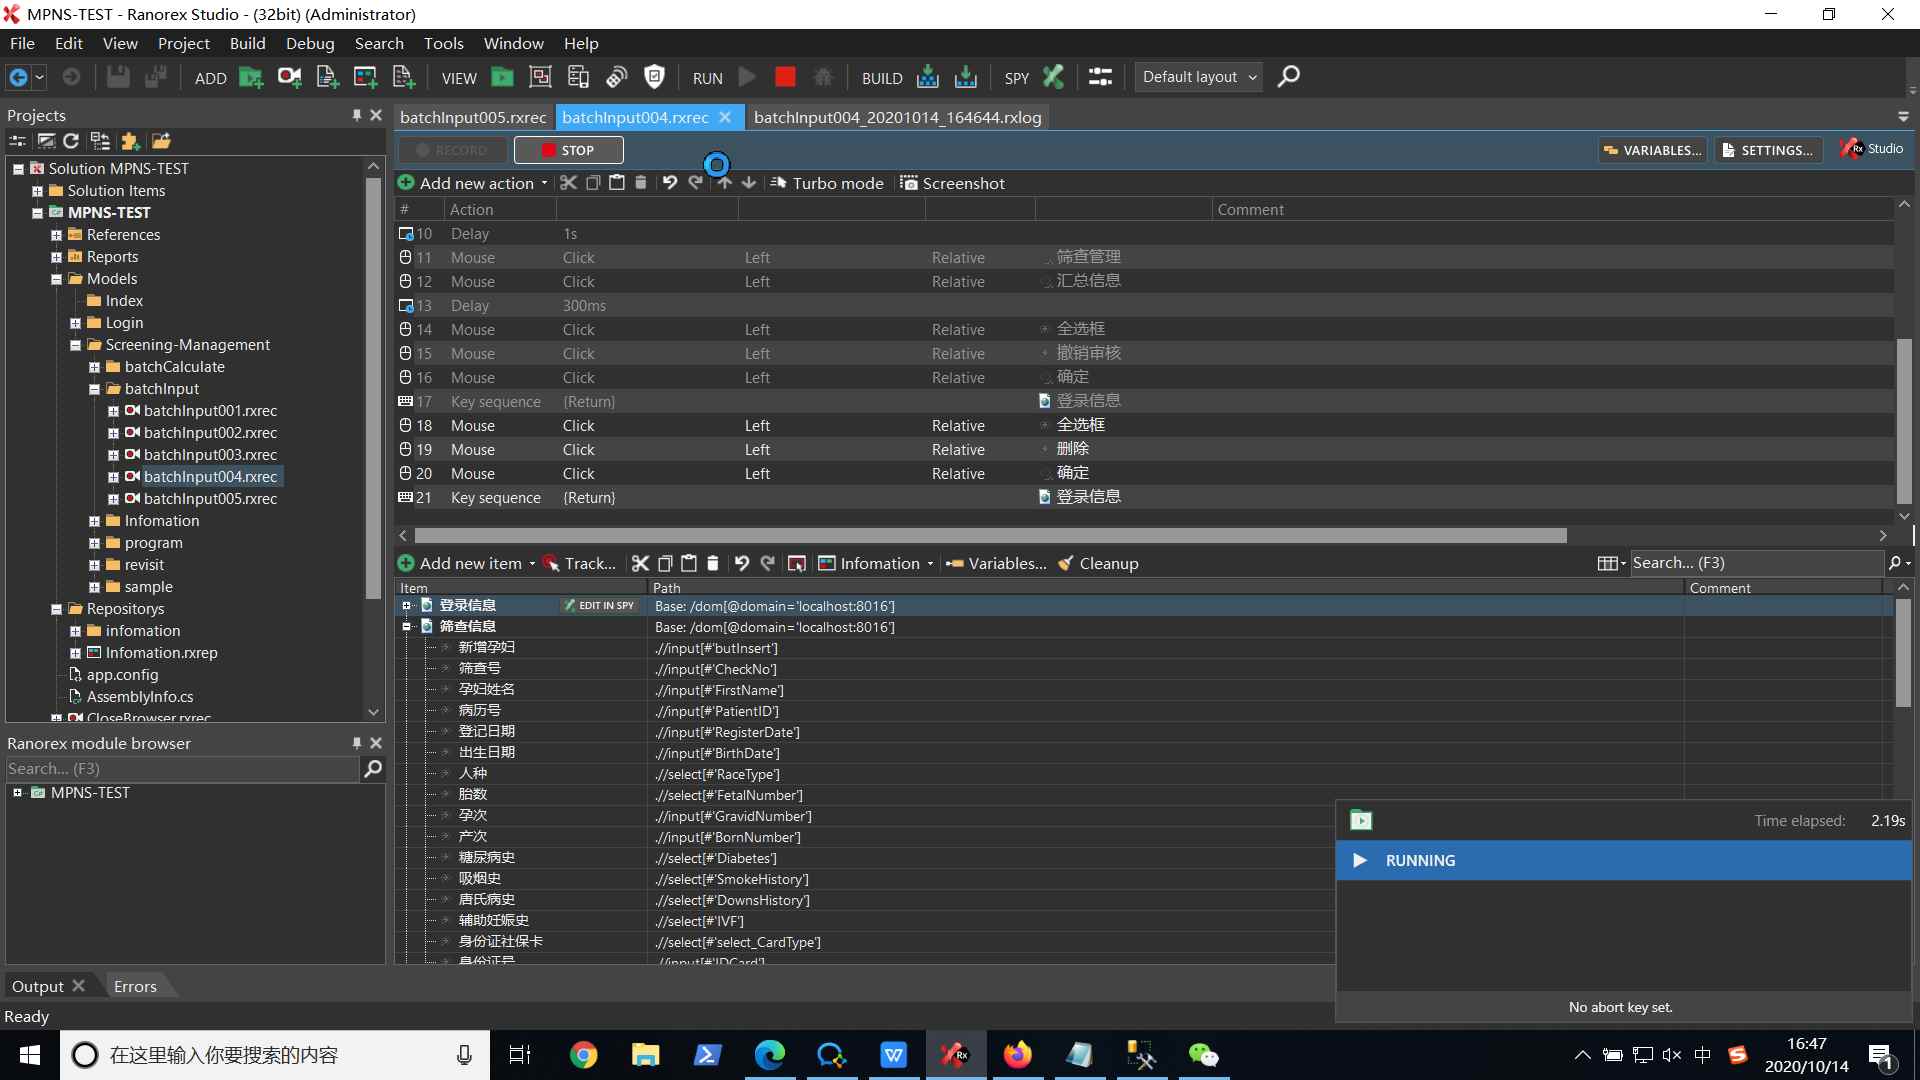 MPNS-TEST - Ranorex Studio - (32bit) (Administrator)
File Edit View Project Build Debug Search Tools Window Help
ADD VIEW RUN BUILD SPY Default layout
Projects
Solution MPNS-TEST
Solution Items
MPNS-TEST
References
Reports
Models
Index
Login
Screening-Management
batchCalculate
batchInput
batchInput001.rxrec
batchInput002.rxrec
batchInput003.rxrec
batchInput004.rxrec
batchInput005.rxrec
Infomation
program
revisit
sample
Repositorys
infomation
Infomation.rxrep
app.config
AssemblyInfo.cs
CloseBrowser.rxrec
Ranorex module browser
Search... (F3)
MPNS-TEST
batchInput005.rxrec batchInput004.rxrec batchInput004_20201014_164644.rxlog
RECORD STOP VARIABLES... SETTINGS... Rx Studio
Add new action Turbo mode Screenshot
# Action Comment
10 Delay 1s
11 Mouse Click Left Relative 筛查管理
12 Mouse Click Left Relative 汇总信息
13 Delay 300ms
14 Mouse Click Left Relative 全选框
15 Mouse Click Left Relative 撤销审核
16 Mouse Click Left Relative 确定
17 Key sequence {Return} 登录信息
18 Mouse Click Left Relative 全选框
19 Mouse Click Left Relative 删除
20 Mouse Click Left Relative 确定
21 Key sequence {Return} 登录信息
Add new item Track... Infomation Variables... Cleanup Search... (F3)
Item Path Comment
登录信息 EDIT IN SPY Base: /dom[@domain='localhost:8016']
筛查信息 Base: /dom[@domain='localhost:8016']
新增孕妇 .//input[#'butInsert']
筛查号 .//input[#'CheckNo']
孕妇姓名 .//input[#'FirstName']
病历号 .//input[#'PatientID']
登记日期 .//input[#'RegisterDate']
出生日期 .//input[#'BirthDate']
人种 .//select[#'RaceType']
胎数 .//select[#'FetalNumber']
孕次 .//input[#'GravidNumber']
产次 .//input[#'BornNumber']
糖尿病史 .//select[#'Diabetes']
吸烟史 .//select[#'SmokeHistory']
唐氏病史 .//select[#'DownsHistory']
辅助妊娠史 .//select[#'IVF']
身份证社保卡 .//select[#'select_CardType']
身份证号 .//input[#'IDCard']
Time elapsed: 2.19s
RUNNING
No abort key set.
Output Errors
Ready
在这里输入你要搜索的内容
中
16:47
2020/10/14
1